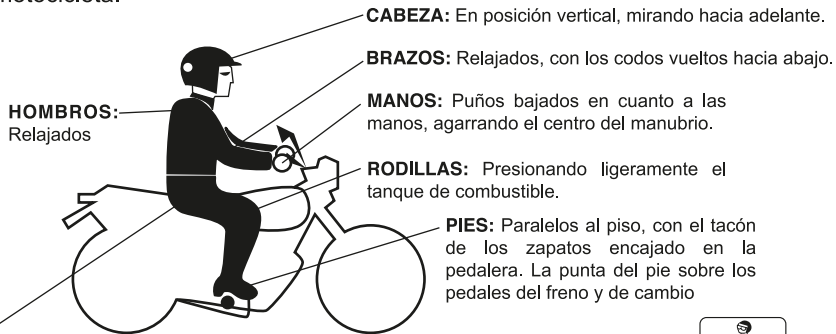 motociclista.
CABEZA: En posición vertical, mirando hacia adelante.
BRAZOS: Relajados, con los codos vueltos hacia abajo.
HOMBROS:
Relajados
MANOS: Puños bajados en cuanto a las
manos, agarrando el centro del manubrio.
RODILLAS: Presionando ligeramente el
tanque de combustible.
PIES: Paralelos al piso, con el tacón
de los zapatos encajado en la
pedalera. La punta del pie sobre los
pedales del freno y de cambio